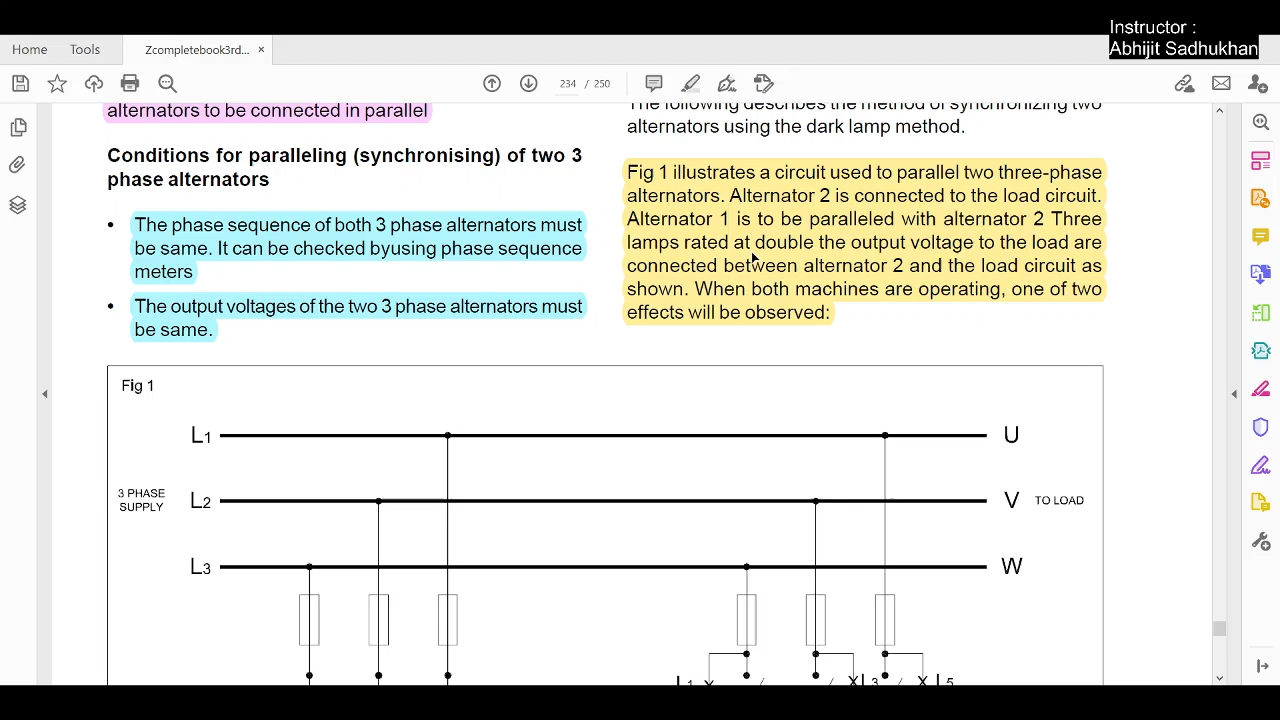 Instructor :
Abhijit Sadhukhan
Home Tools Zcompletebook3rd... ×
234 / 250
alternators to be connected in parallel
Conditions for paralleling (synchronising) of two 3
phase alternators
• The phase sequence of both 3 phase alternators must
be same. It can be checked byusing phase sequence
meters
• The output voltages of the two 3 phase alternators must
be same.
The following describes the method of synchronizing two
alternators using the dark lamp method.
Fig 1 illustrates a circuit used to parallel two three-phase
alternators. Alternator 2 is connected to the load circuit.
Alternator 1 is to be paralleled with alternator 2 Three
lamps rated at double the output voltage to the load are
connected between alternator 2 and the load circuit as
shown. When both machines are operating, one of two
effects will be observed:
Fig 1
L1 U
3 PHASE
SUPPLY
L2 V TO LOAD
L3 W
L1 L3 L5